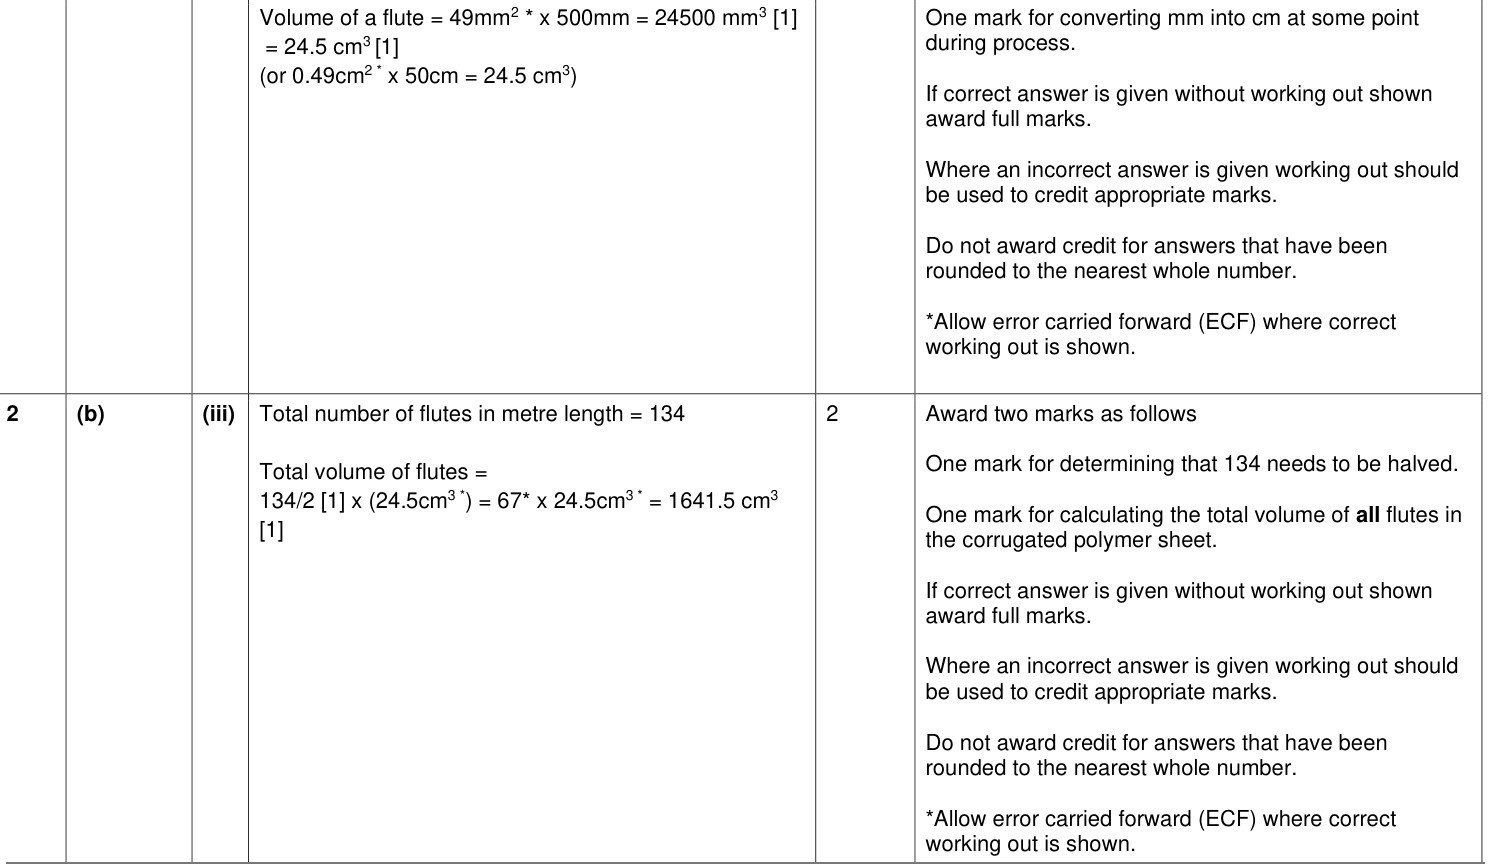 Volume of a flute = 49mm² * x 500mm = 24500 mm³ [1]
= 24.5 cm³ [1]
(or 0.49cm² * x 50cm = 24.5 cm³)
One mark for converting mm into cm at some point
during process.
If correct answer is given without working out shown
award full marks.
Where an incorrect answer is given working out should
be used to credit appropriate marks.
Do not award credit for answers that have been
rounded to the nearest whole number.
*Allow error carried forward (ECF) where correct
working out is shown.
2 (b) (iii) Total number of flutes in metre length = 134
Total volume of flutes =
134/2 [1] x (24.5cm³ *) = 67* x 24.5cm³ * = 1641.5 cm³
[1]
2
Award two marks as follows
One mark for determining that 134 needs to be halved.
One mark for calculating the total volume of all flutes in
the corrugated polymer sheet.
If correct answer is given without working out shown
award full marks.
Where an incorrect answer is given working out should
be used to credit appropriate marks.
Do not award credit for answers that have been
rounded to the nearest whole number.
*Allow error carried forward (ECF) where correct
working out is shown.